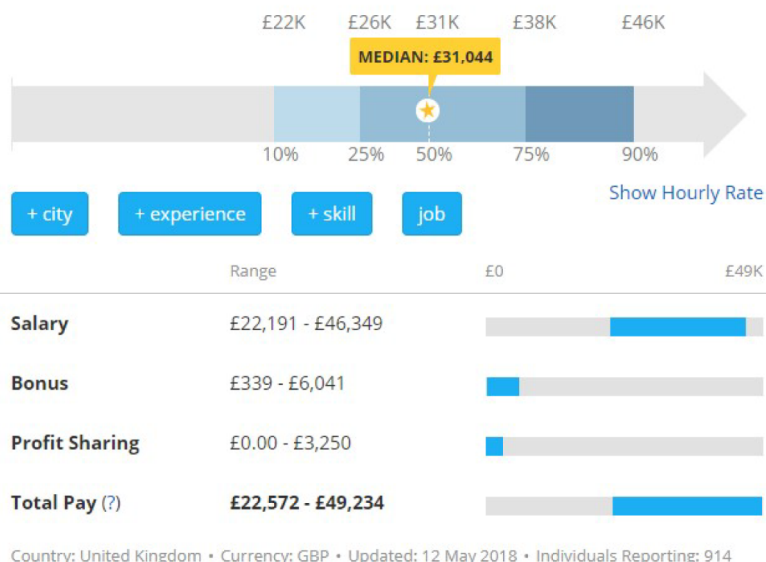 £22K £26K £31K £38K £46K
MEDIAN: £31,044
10% 25% 50% 75% 90%
Show Hourly Rate
+ city + experience + skill job
Range £0 £49K
Salary £22,191 - £46,349
Bonus £339 - £6,041
Profit Sharing £0.00 - £3,250
Total Pay (?) £22,572 - £49,234
Country: United Kingdom • Currency: GBP • Updated: 12 May 2018 • Individuals Reporting: 914